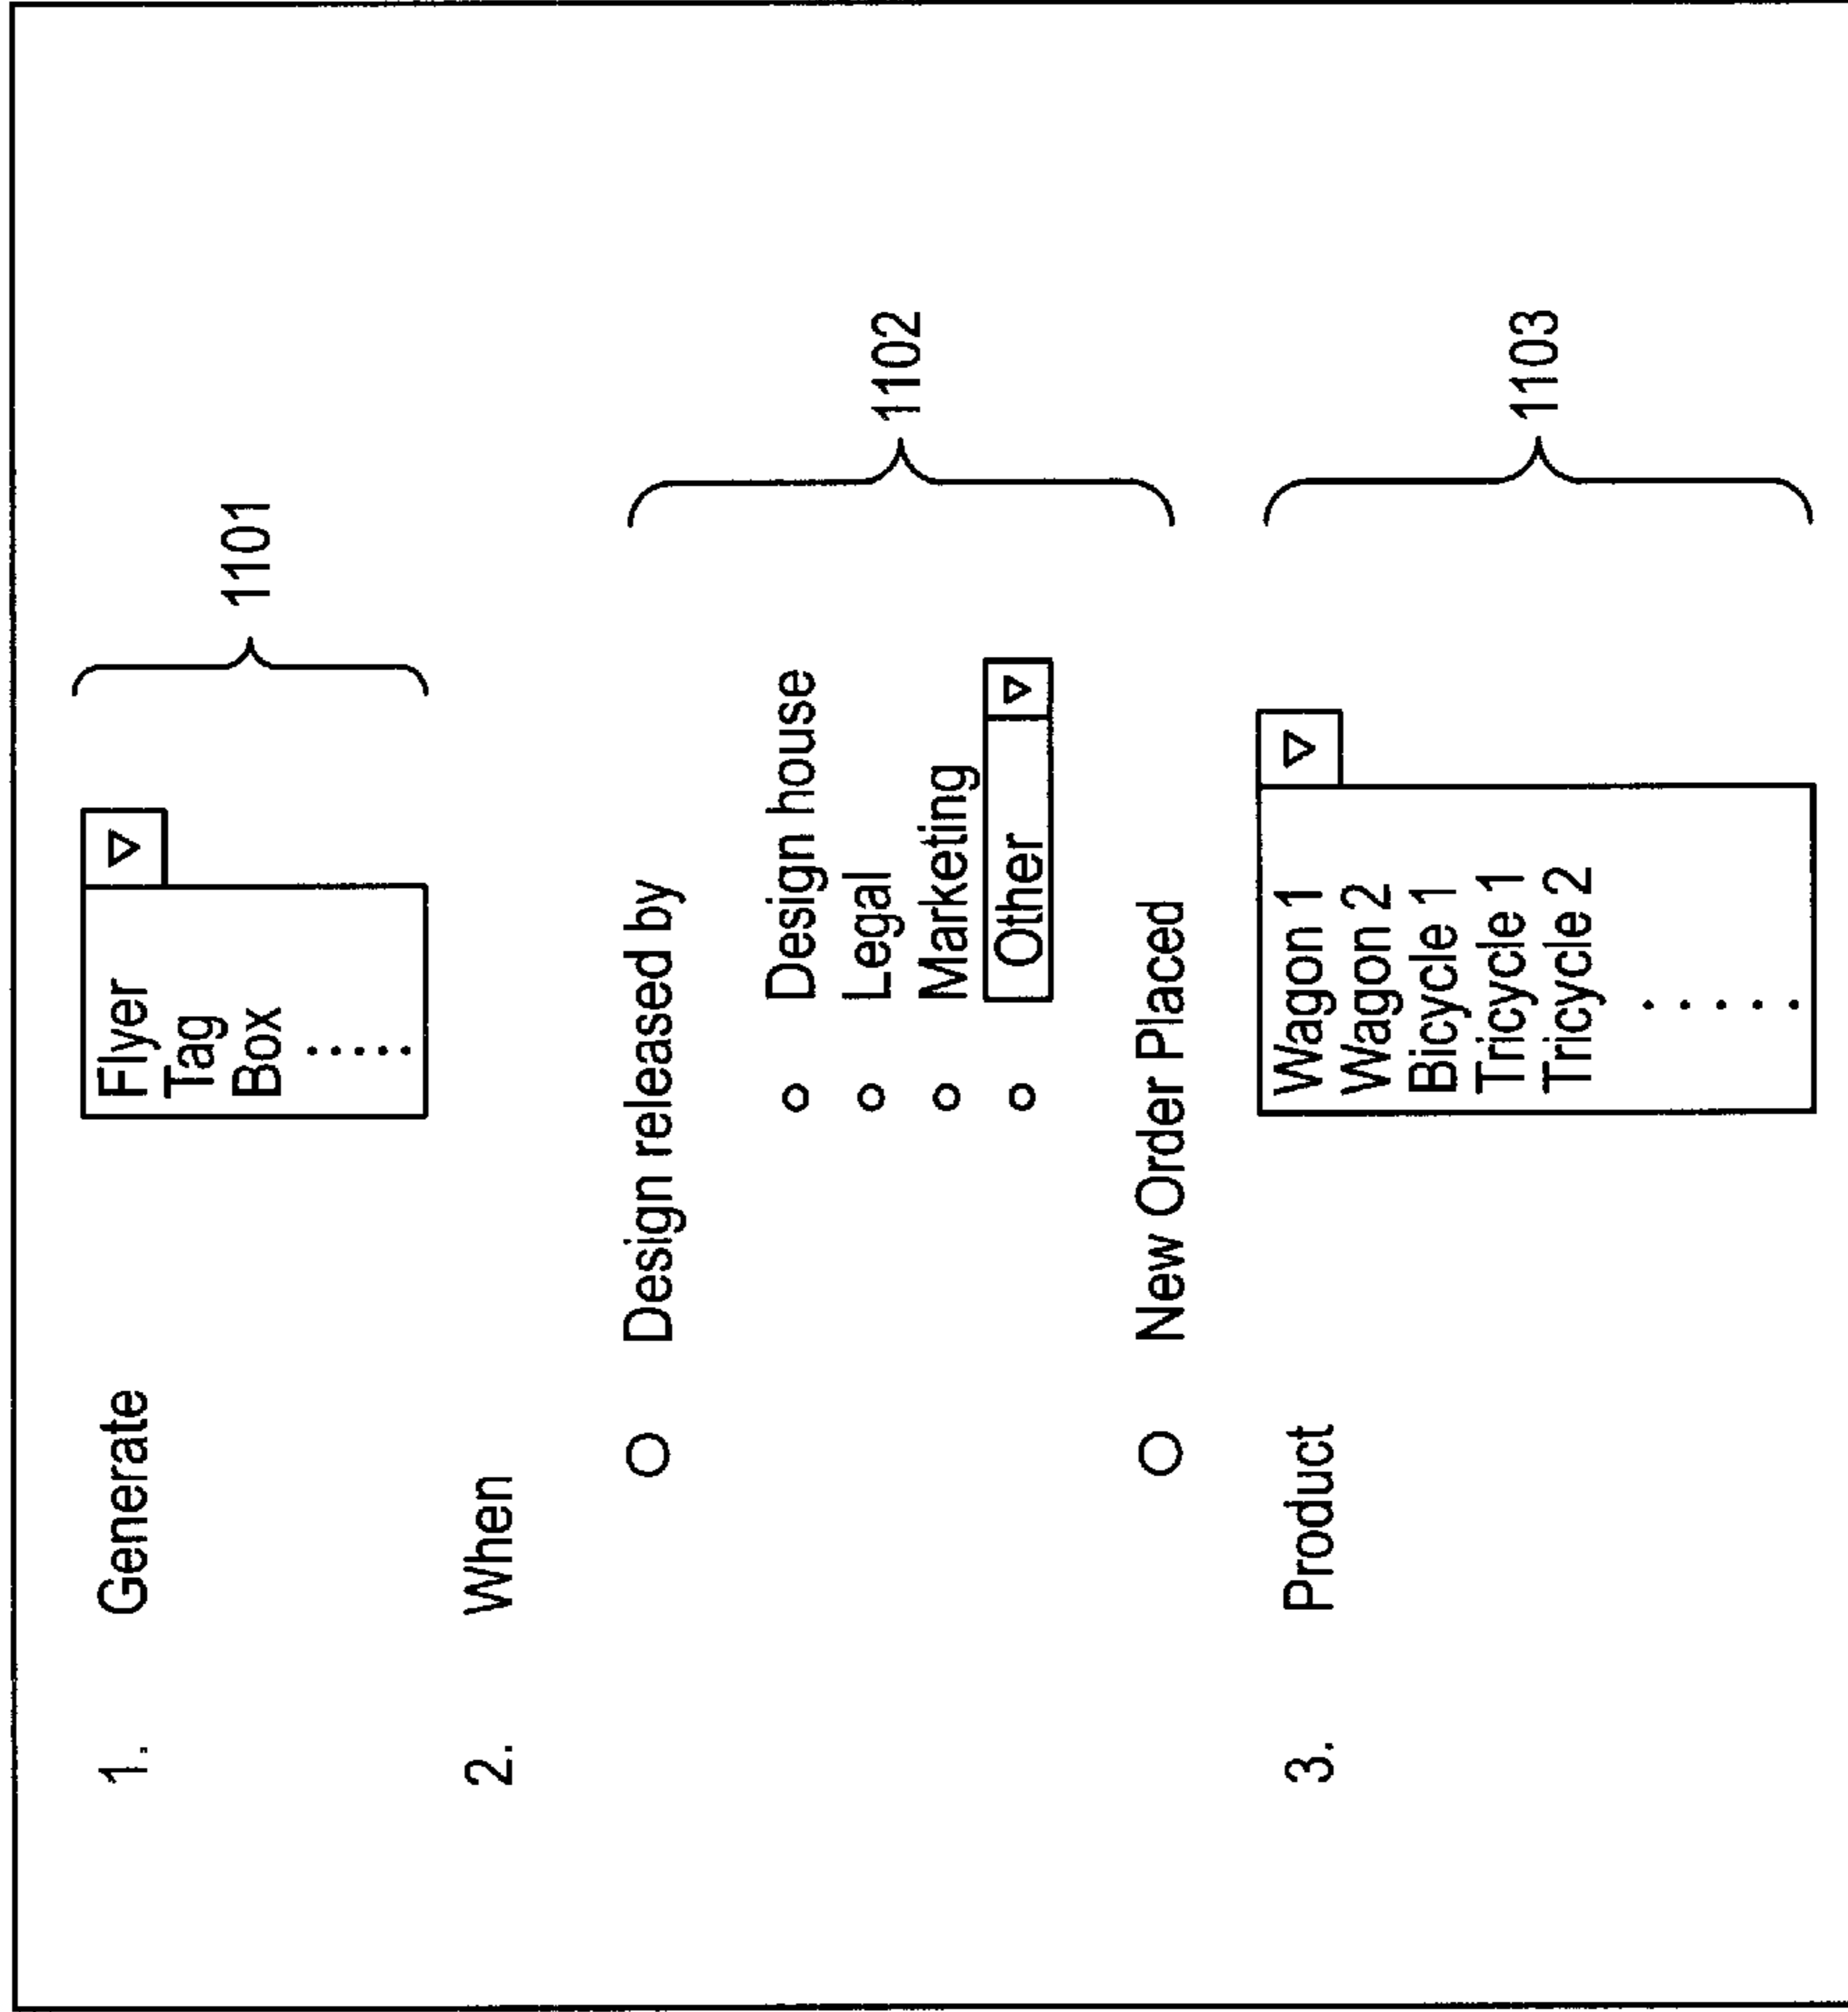 1. Generate
Flyer
Tag
Box
.....
1101
2. When
Design released by
Design house
Legal
Marketing
Other
New Order Placed
1102
3. Product
Wagon 1
Wagon 2
Bicycle 1
Tricycle 1
Tricycle 2
.....
1103